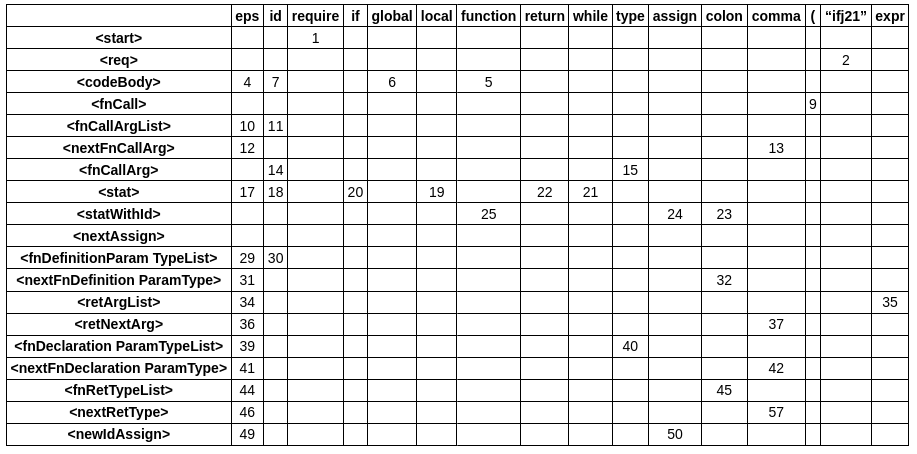 eps id require if global local function return while type assign colon comma ( “ifj21” expr
<start> 1
<req> 2
<codeBody> 4 7 6 5
<fnCall> 9
<fnCallArgList> 10 11
<nextFnCallArg> 12 13
<fnCallArg> 14 15
<stat> 17 18 20 19 22 21
<statWithId> 25 24 23
<nextAssign>
<fnDefinitionParam TypeList> 29 30
<nextFnDefinition ParamType> 31 32
<retArgList> 34 35
<retNextArg> 36 37
<fnDeclaration ParamTypeList> 39 40
<nextFnDeclaration ParamType> 41 42
<fnRetTypeList> 44 45
<nextRetType> 46 57
<newIdAssign> 49 50